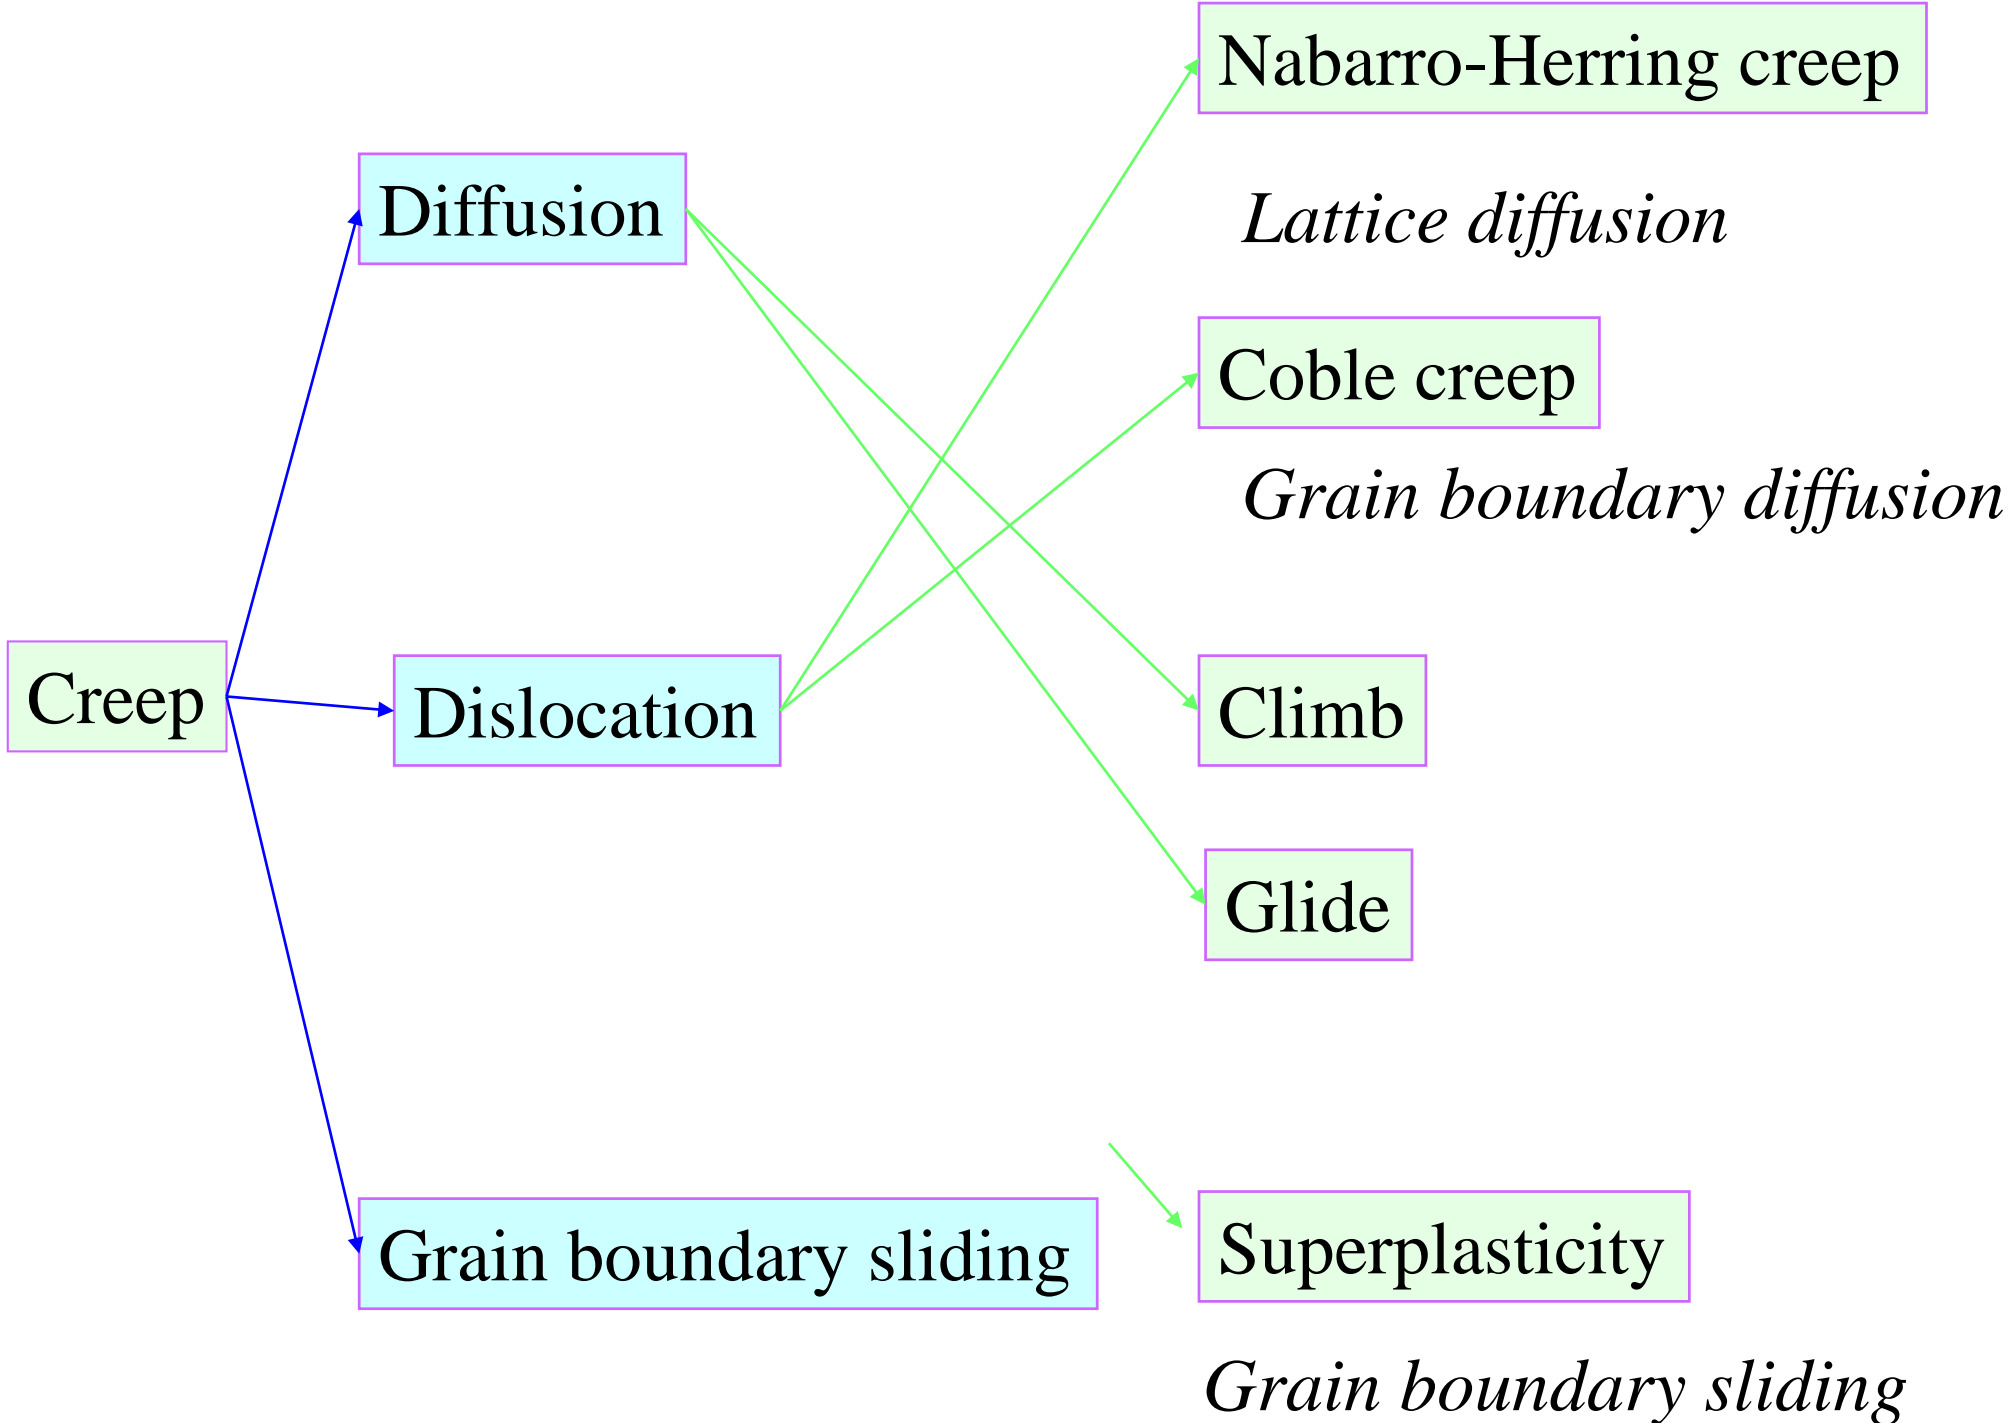 Nabarro-Herring creep
Diffusion
Lattice diffusion
Coble creep
Grain boundary diffusion
Creep
Dislocation
Climb
Glide
Grain boundary sliding
Superplasticity
Grain boundary sliding